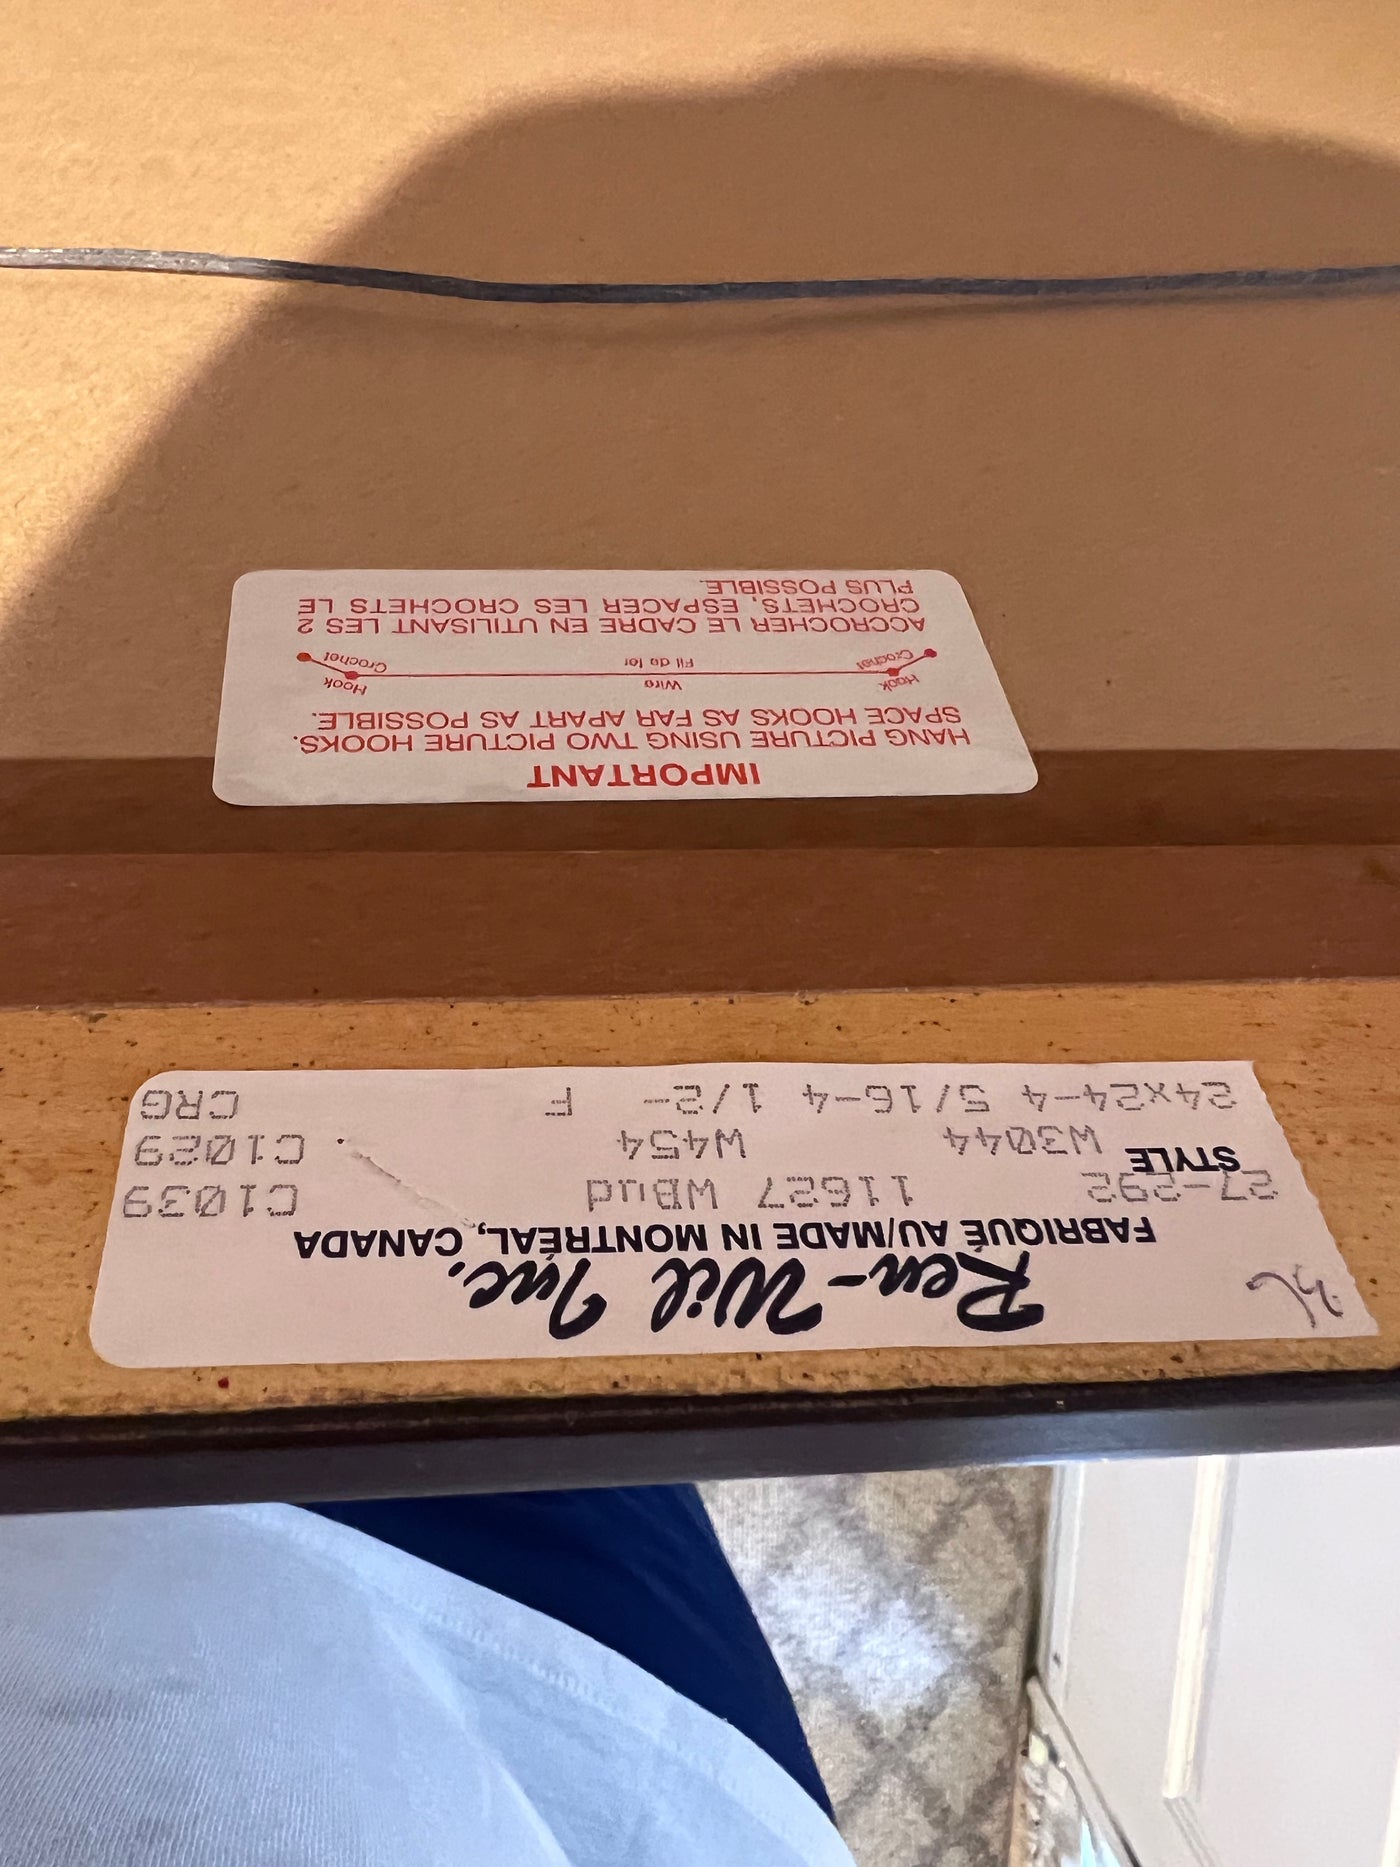 Ren-Wil Inc.
FABRIQUÉ AU/MADE IN MONTRÉAL, CANADA
27-292 11627 WBud C1039
STYLE W3044 W454 C1029
24x24-4 5/16-4 1/2- F CRG
IMPORTANT
HANG PICTURE USING TWO PICTURE HOOKS.
SPACE HOOKS AS FAR APART AS POSSIBLE.
Hook Wire Hook
Crochet Fil de fer Crochet
ACCROCHER LE CADRE EN UTILISANT LES 2
CROCHETS, ESPACER LES CROCHETS LE
PLUS POSSIBLE.